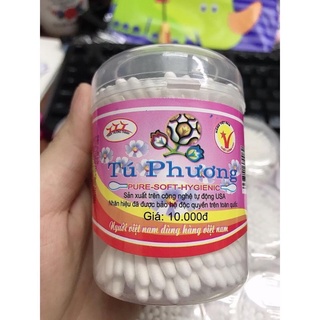 Tú Phương
PURE-SOFT-HYGIENIC
Sản xuất trên công nghệ tự động USA
Nhãn hiệu đã được bảo hộ độc quyền trên toàn quốc
Giá: 10.000đ
Người việt nam dùng hàng việt nam